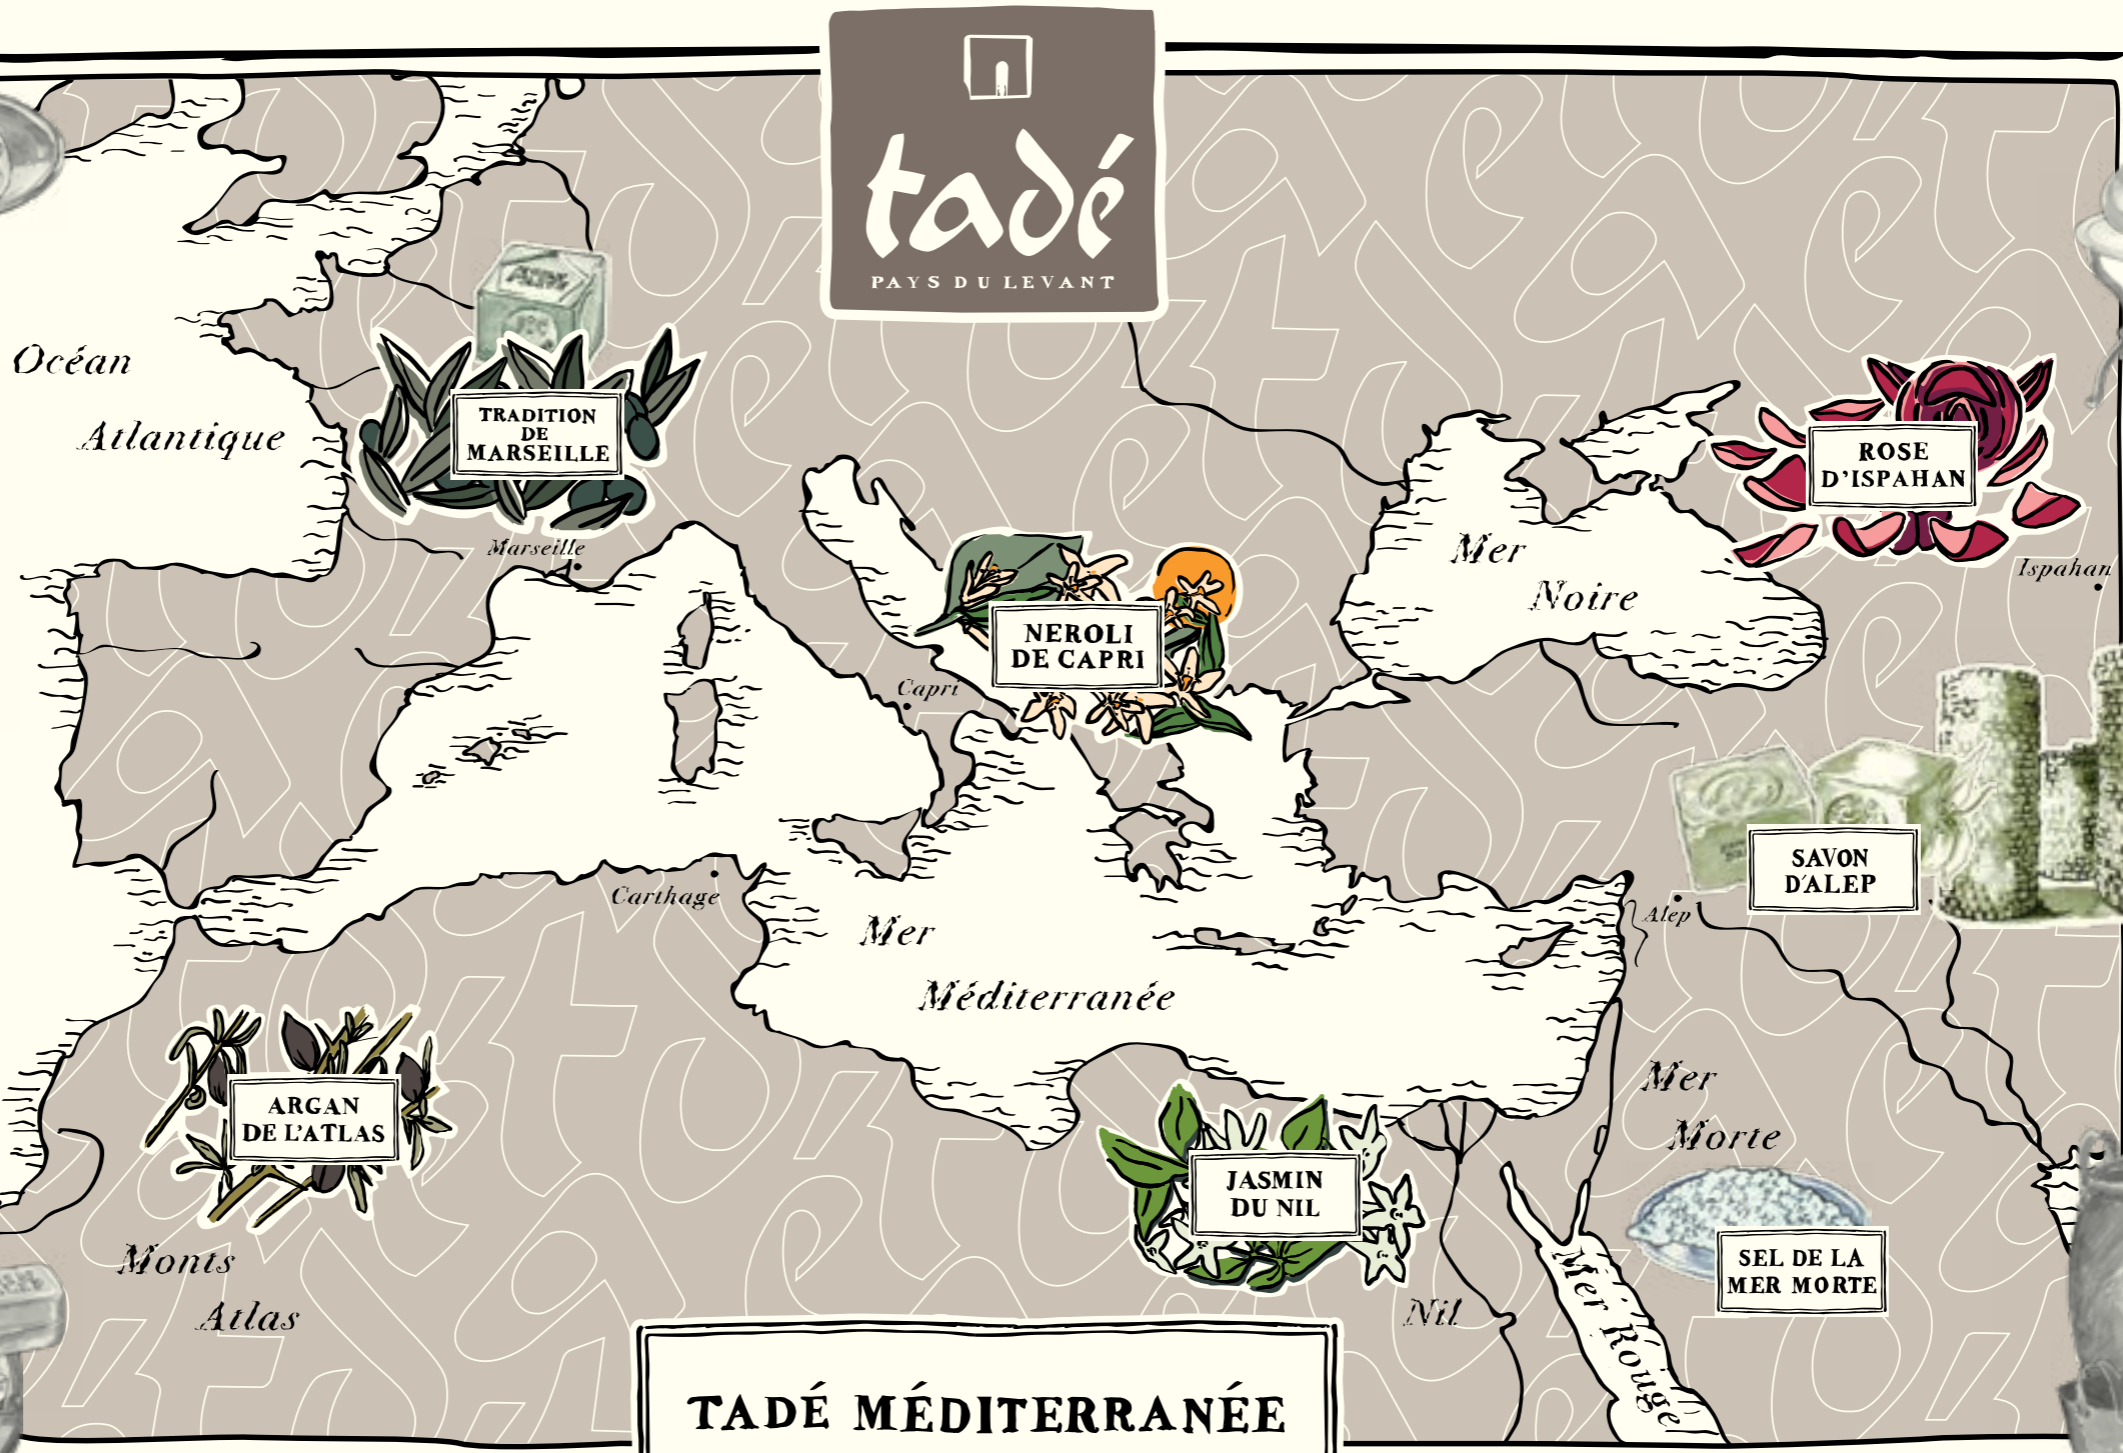 tadé
PAYS DU LEVANT
Océan
Atlantique
TRADITION
DE
MARSEILLE
Marseille
ROSE
D'ISPAHAN
Ispahan
Mer
Noire
NEROLI
DE CAPRI
Capri
SAVON
D'ALEP
Alep
Carthage
Mer
Méditerranée
ARGAN
DE L'ATLAS
Monts
Atlas
JASMIN
DU NIL
Nil
Mer
Morte
SEL DE LA
MER MORTE
Mer Rouge
TADÉ MÉDITERRANÉE